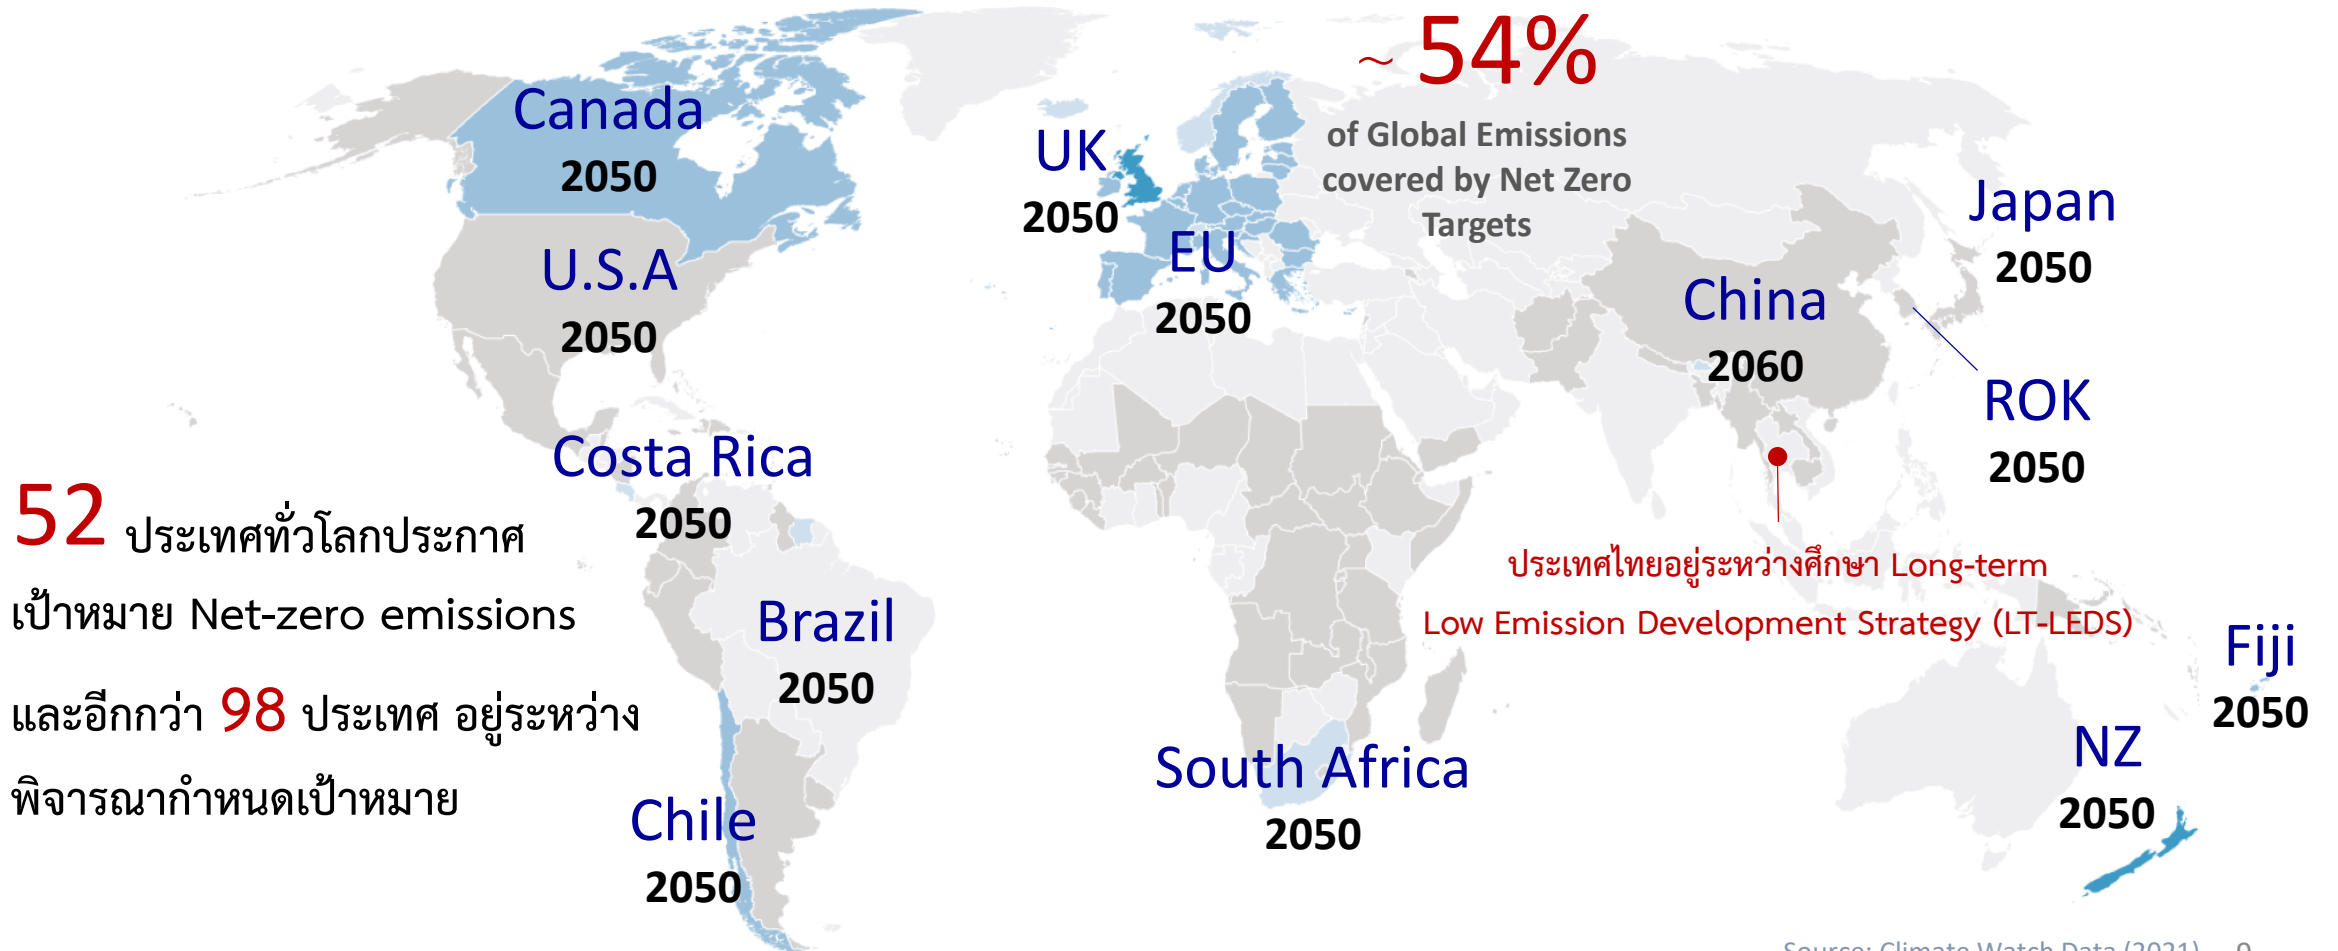 ~ 54%
of Global Emissions
covered by Net Zero
Targets
Canada
2050
U.S.A
2050
UK
2050
EU
2050
Japan
2050
China
2060
ROK
2050
Costa Rica
2050
52 ประเทศทั่วโลกประกาศ
เป้าหมาย Net-zero emissions
และอีกกว่า 98 ประเทศ อยู่ระหว่าง
พิจารณากำหนดเป้าหมาย
ประเทศไทยอยู่ระหว่างศึกษา Long-term
Low Emission Development Strategy (LT-LEDS)
Brazil
2050
Fiji
2050
South Africa
2050
NZ
2050
Chile
2050
Source: Climate Watch Data (2021)